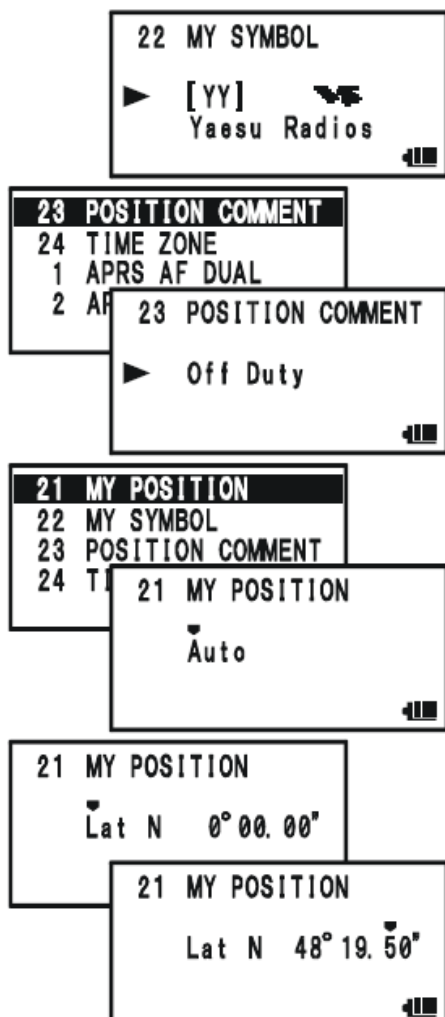 22 MY SYMBOL
[YY]
Yaesu Radios
23 POSITION COMMENT
24 TIME ZONE
1 APRS AF DUAL
2 AP
23 POSITION COMMENT
Off Duty
21 MY POSITION
22 MY SYMBOL
23 POSITION COMMENT
24 TI
21 MY POSITION
Auto
21 MY POSITION
Lat N 0°00.00"
21 MY POSITION
Lat N 48°19.50"